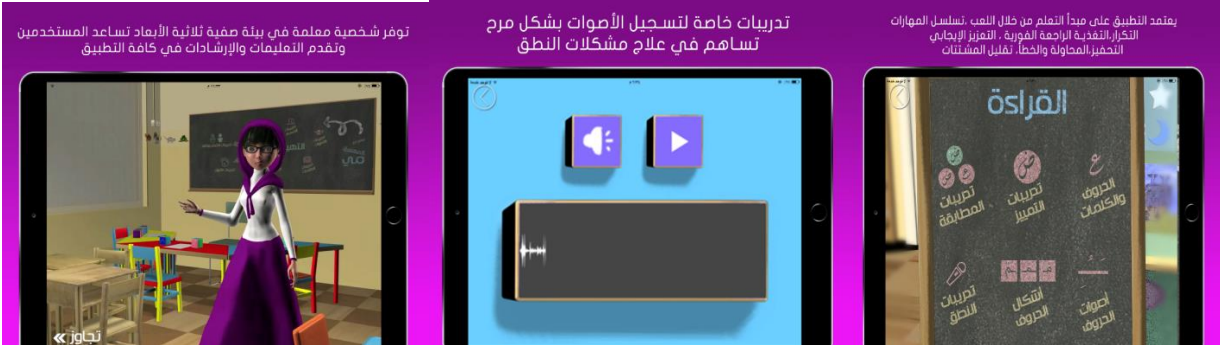 توفر شخصية معلمة في بيئة صفية ثلاثية الأبعاد تساعد المستخدمين
وتقدم التعليمات والإرشادات في كافة التطبيق
تجاوز »
تدريبات خاصة لتسجيل الأصوات بشكل مرح
تساهم في علاج مشكلات النطق
يعتمد التطبيق على مبدأ التعلم من خلال اللعب ،تسلسل المهارات
التكرار،التغذية الراجعة الفورية ، التعزيز الإيجابي
التحفيز،المحاولة والخطأ، تقليل المشتتات
القراءة
الحروف
والكلمات
تدريبات
التمييز
تدريبات
المطابقة
أصوات
الحروف
أشكال
الحروف
تدريبات
النطق